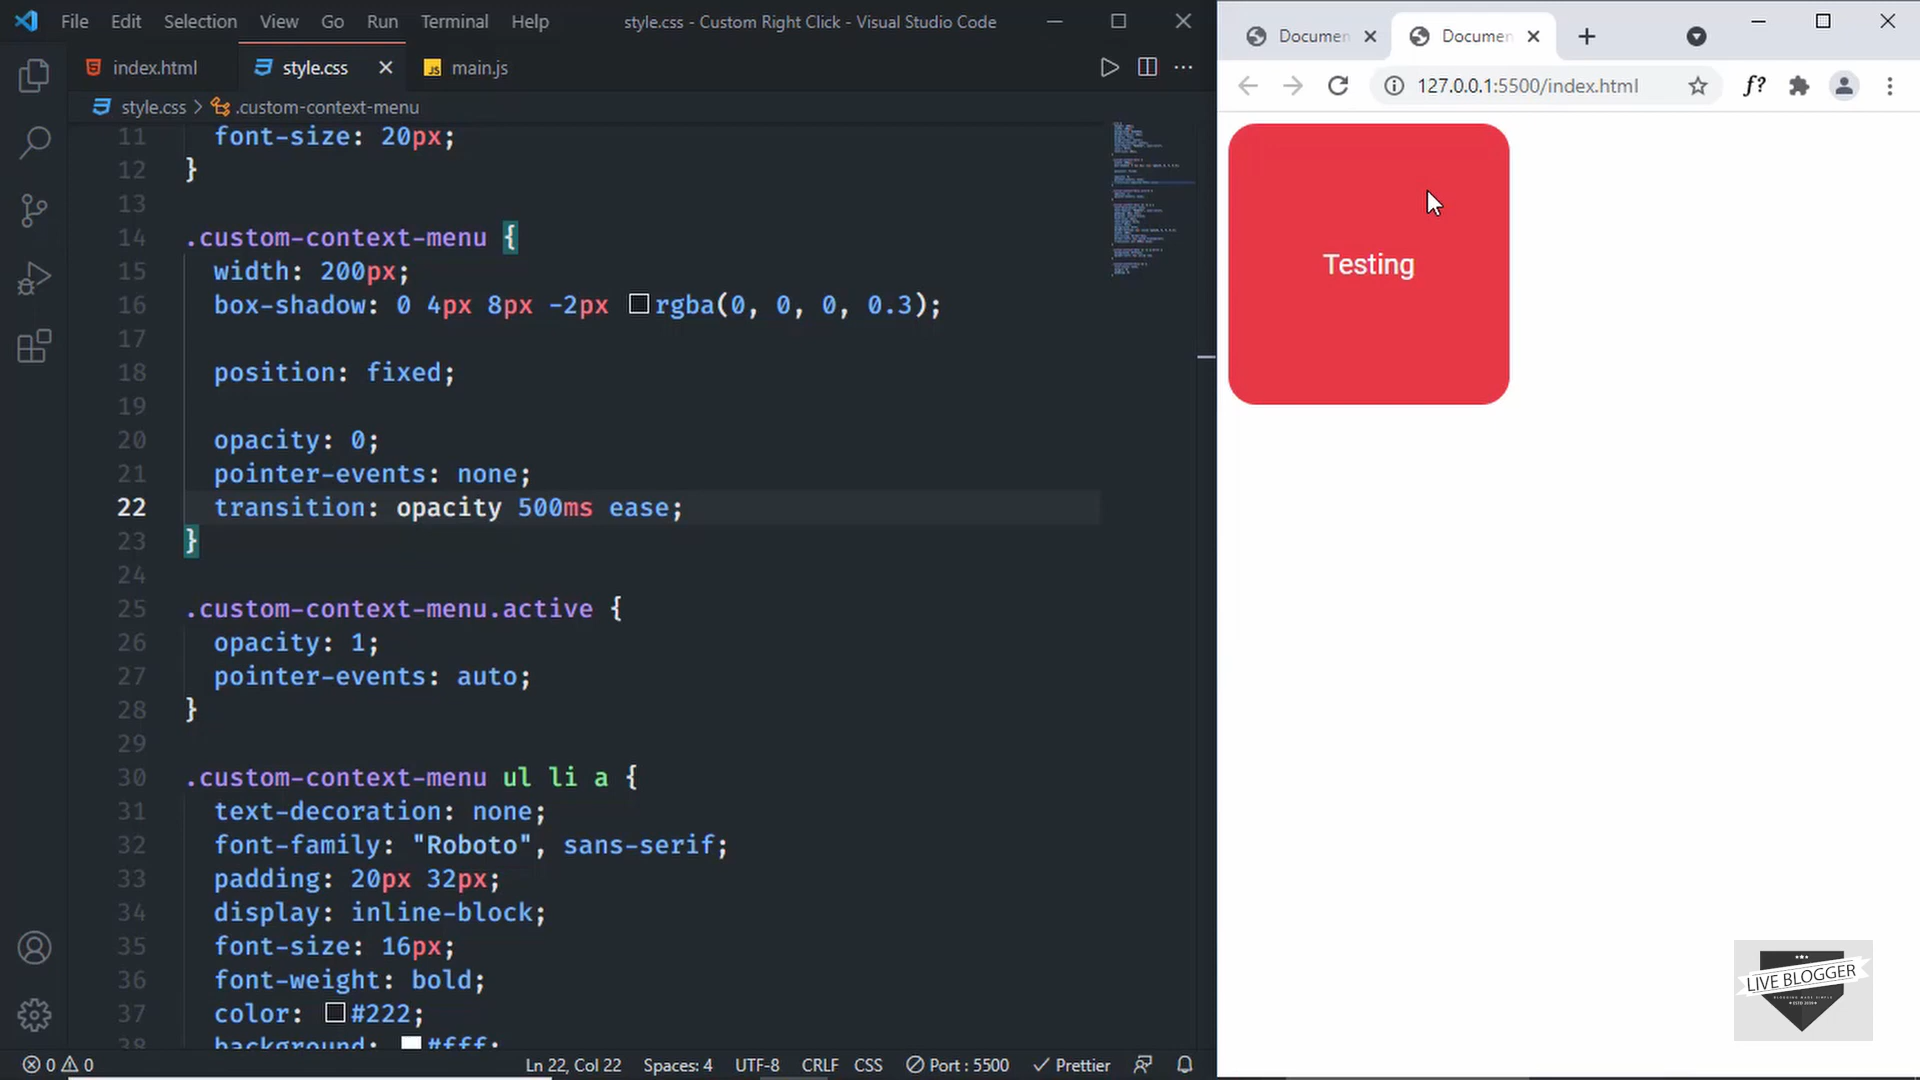 File Edit Selection View Go Run Terminal Help
style.css - Custom Right Click - Visual Studio Code
index.html
style.css
main.js
style.css > .custom-context-menu
11 font-size: 20px;
12 }
13
14 .custom-context-menu {
15 width: 200px;
16 box-shadow: 0 4px 8px -2px rgba(0, 0, 0, 0.3);
17
18 position: fixed;
19
20 opacity: 0;
21 pointer-events: none;
22 transition: opacity 500ms ease;
23 }
24
25 .custom-context-menu.active {
26 opacity: 1;
27 pointer-events: auto;
28 }
29
30 .custom-context-menu ul li a {
31 text-decoration: none;
32 font-family: "Roboto", sans-serif;
33 padding: 20px 32px;
34 display: inline-block;
35 font-size: 16px;
36 font-weight: bold;
37 color: #222;
38 background: #fff;
0 0
Ln 22, Col 22
Spaces: 4
UTF-8
CRLF
CSS
Port : 5500
Prettier
Documen
Documen
127.0.0.1:5500/index.html
f?
Testing
LIVE BLOGGER